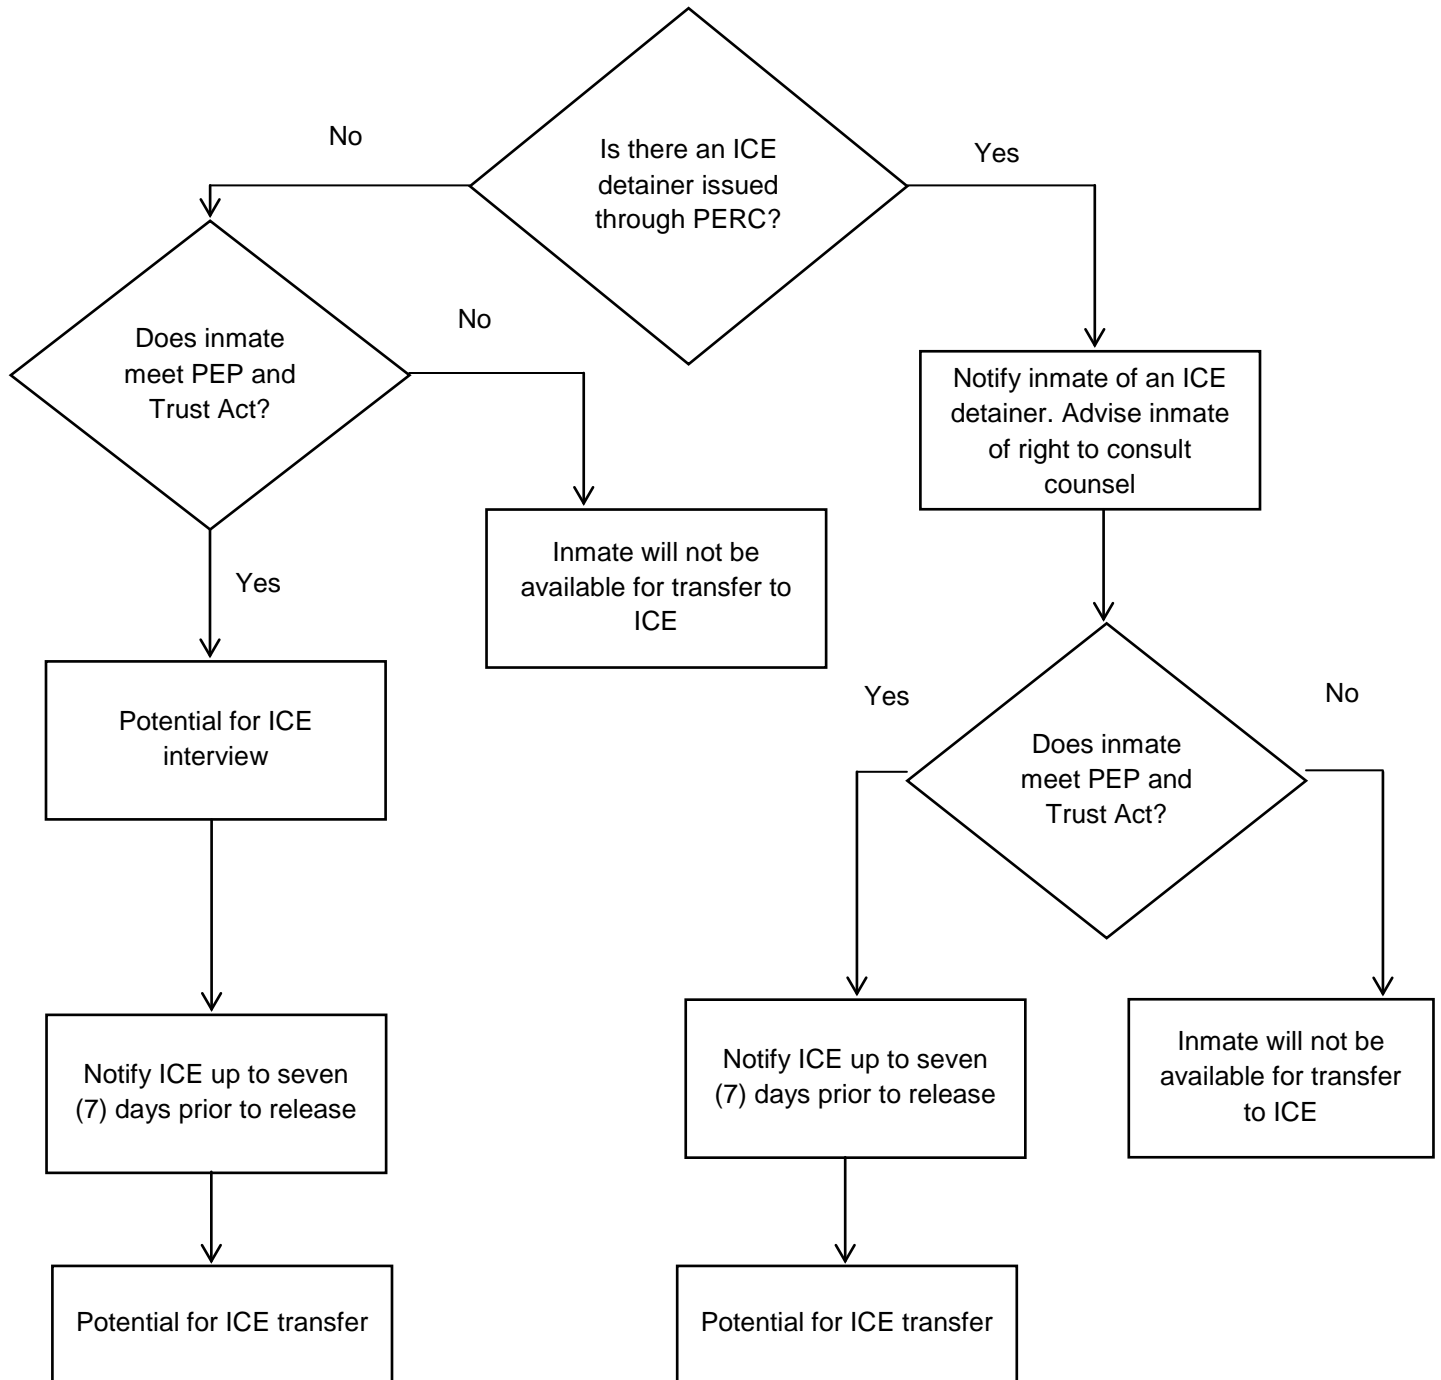 No
Is there an ICE
detainer issued
through PERC?
Yes
Does inmate
meet PEP and
Trust Act?
No
Notify inmate of an ICE
detainer. Advise inmate
of right to consult
counsel
Yes
Inmate will not be
available for transfer to
ICE
Potential for ICE
interview
Yes
No
Does inmate
meet PEP and
Trust Act?
Notify ICE up to seven
(7) days prior to release
Notify ICE up to seven
(7) days prior to release
Inmate will not be
available for transfer
to ICE
Potential for ICE transfer
Potential for ICE transfer